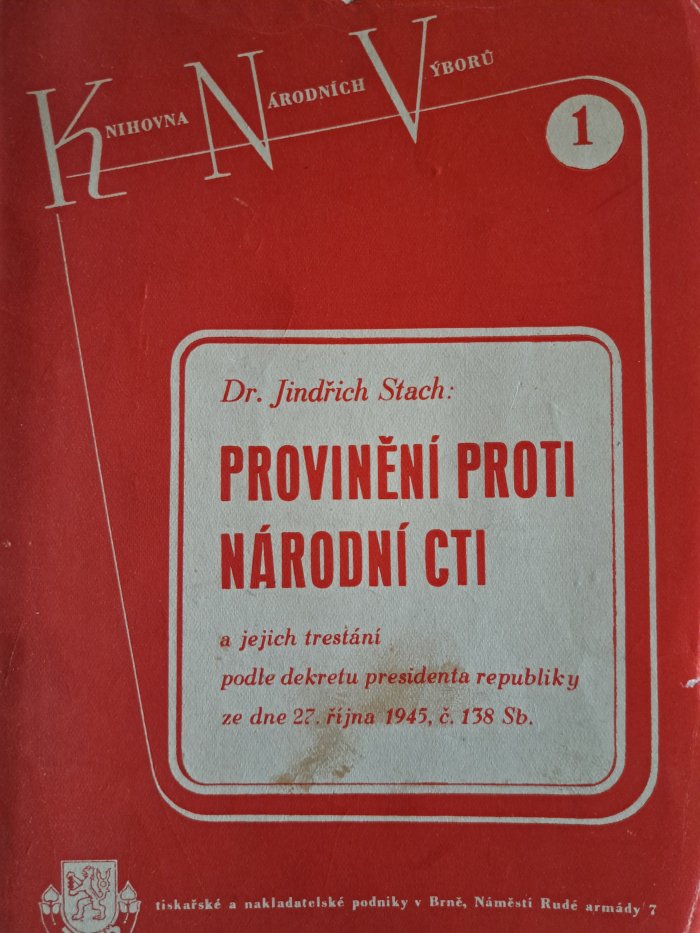 Knihovna Národních Výborů
1
Dr. Jindřich Stach:
PROVINĚNÍ PROTI
NÁRODNÍ CTI
a jejich trestání
podle dekretu presidenta republiky
ze dne 27. října 1945, č. 138 Sb.
tiskařské a nakladatelské podniky v Brně, Náměstí Rudé armády 7